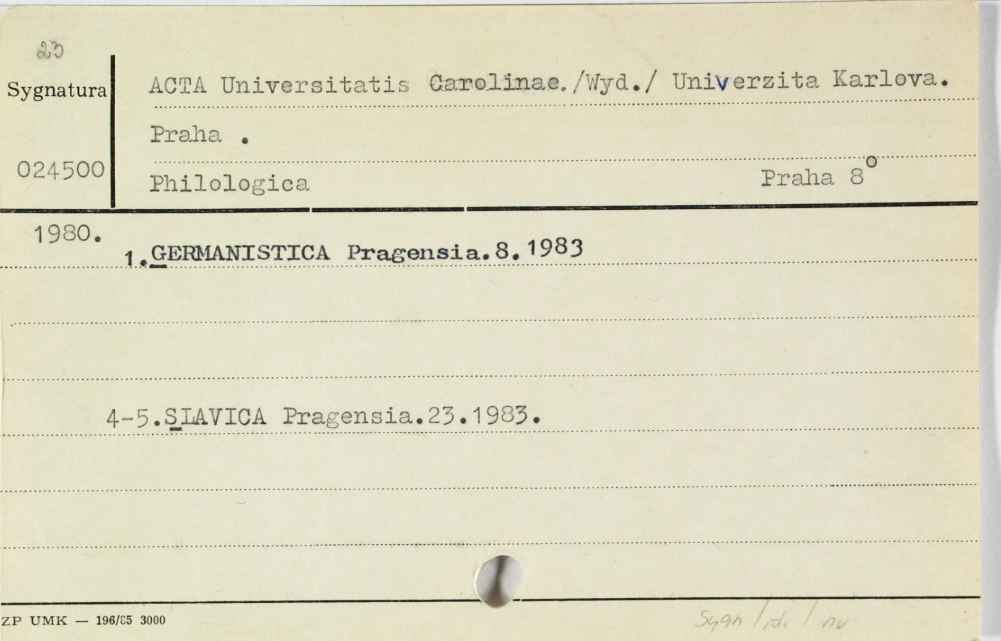 23
Sygnatura
ACTA Universitatis Carolinae./Wyd./ Univerzita Karlova.
Praha .
024500
Philologica Praha 8°
1980.
1.GERMANISTICA Pragensia.8.1983
4-5.SLAVICA Pragensia.23.1983.
ZP UMK — 196/85 3000